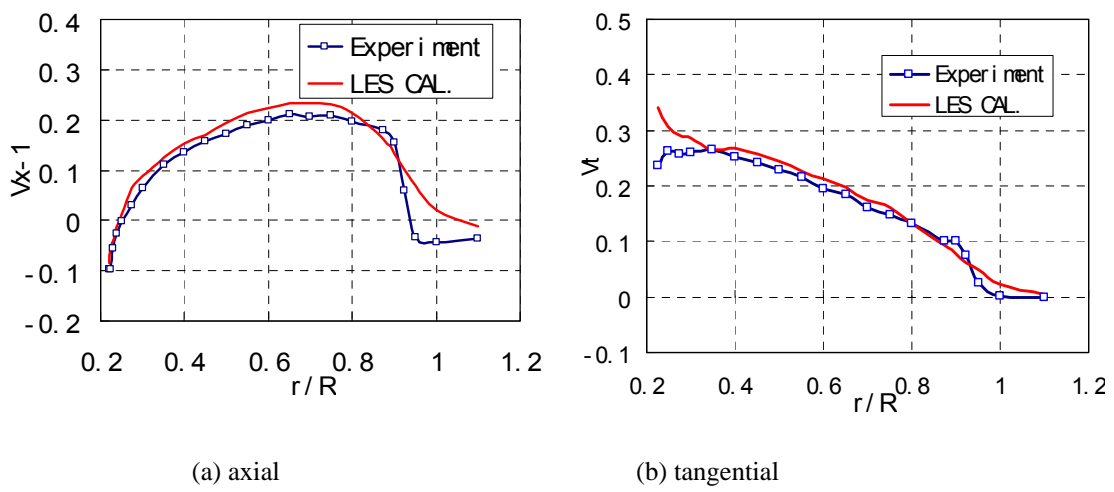 0.4
0.3
0.2
0.1
0
-0.1
-0.2
Vx-1
Experiment
LES CAL.
0.2 0.4 0.6 0.8 1 1.2
r/R
0.5
0.4
0.3
0.2
0.1
0
-0.1
Vt
Experiment
LES CAL.
0.2 0.4 0.6 0.8 1 1.2
r/R
(a) axial
(b) tangential